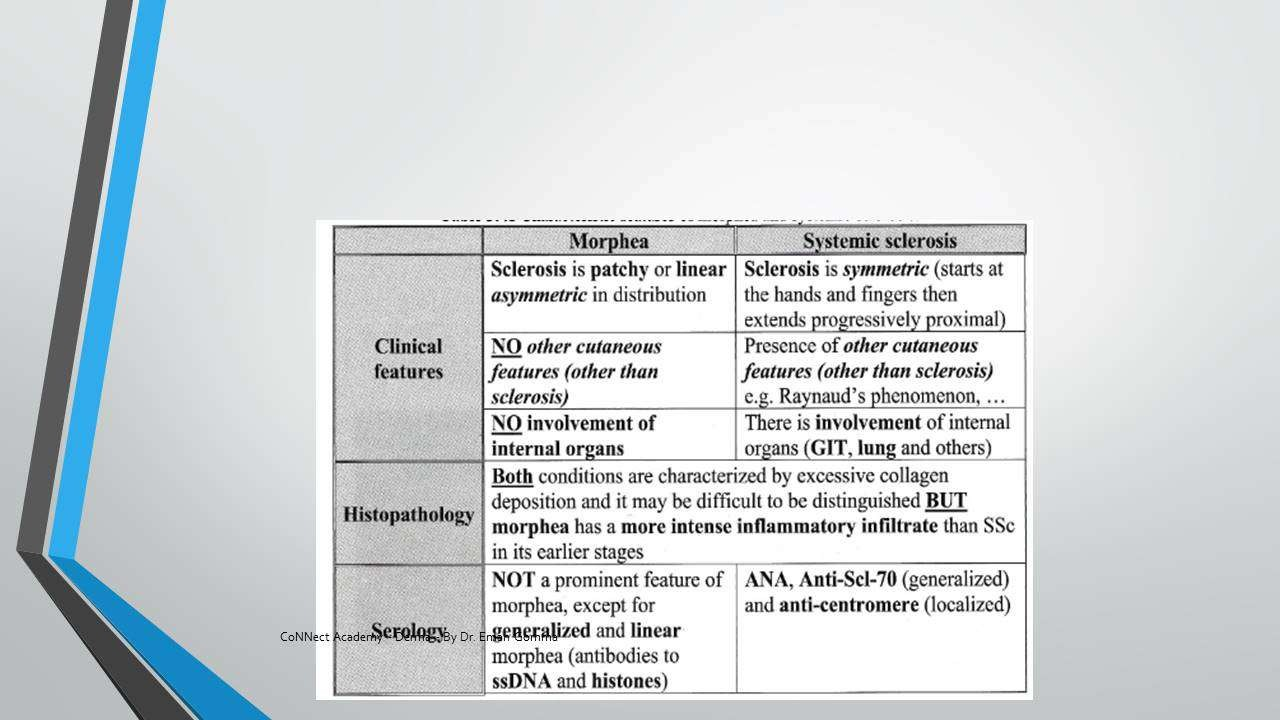 Morphea
Systemic sclerosis
Clinical
features
Sclerosis is patchy or linear
asymmetric in distribution
Sclerosis is symmetric (starts at
the hands and fingers then
extends progressively proximal)
NO other cutaneous
features (other than
sclerosis)
Presence of other cutaneous
features (other than sclerosis)
e.g. Raynaud's phenomenon, …
NO involvement of
internal organs
There is involvement of internal
organs (GIT, lung and others)
Histopathology
Both conditions are characterized by excessive collagen
deposition and it may be difficult to be distinguished BUT
morphea has a more intense inflammatory infiltrate than SSc
in its earlier stages
Serology
NOT a prominent feature of
morphea, except for
generalized and linear
morphea (antibodies to
ssDNA and histones)
ANA, Anti-Scl-70 (generalized)
and anti-centromere (localized)
CoNNect Academy By Dr. Eman